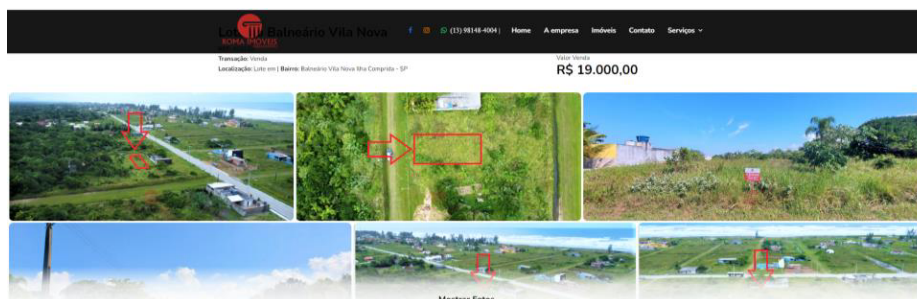 Lote em Balneário Vila Nova
ROMA IMÓVEIS
(13) 98148-4004 | Home A empresa Imóveis Contato Serviços
Transação: Venda
Localização: Lote em | Bairro: Balneário Vila Nova Ilha Comprida - SP
Valor Venda
R$ 19.000,00
Mostrar Fotos